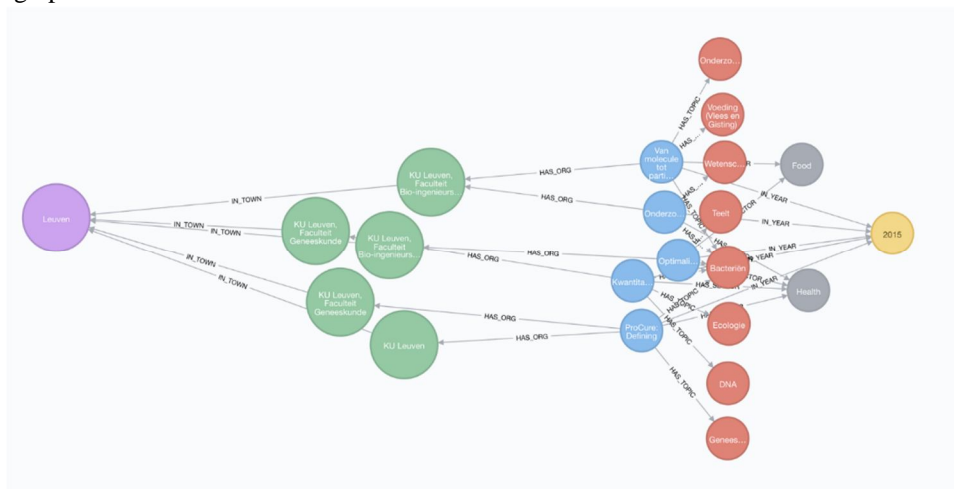 Leuven
IN_TOWN
IN_TOWN
IN_TOWN
IN_TOWN
IN_TOWN
KU Leuven,
Faculteit
Bio-ingenieurs...
KU Leuven,
Faculteit
Geneeskunde
KU Leuven,
Faculteit
Bio-ingenieurs...
KU Leuven,
Faculteit
Geneeskunde
KU Leuven
HAS_ORG
HAS_ORG
HAS_ORG
HAS_ORG
HAS_ORG
HAS_ORG
Van
molecule
tot
parti...
Onderzo...
Optimali...
Kwantita...
ProCure:
Defining
HAS_TOPIC
HAS_TOPIC
HAS_TOPIC
Onderzo...
Voeding
(Vlees en
Gisting)
Wetensc...
Teelt
Bacteriën
Ecologie
DNA
Genees...
Food
Health
IN_YEAR
IN_YEAR
IN_YEAR
IN_YEAR
2015